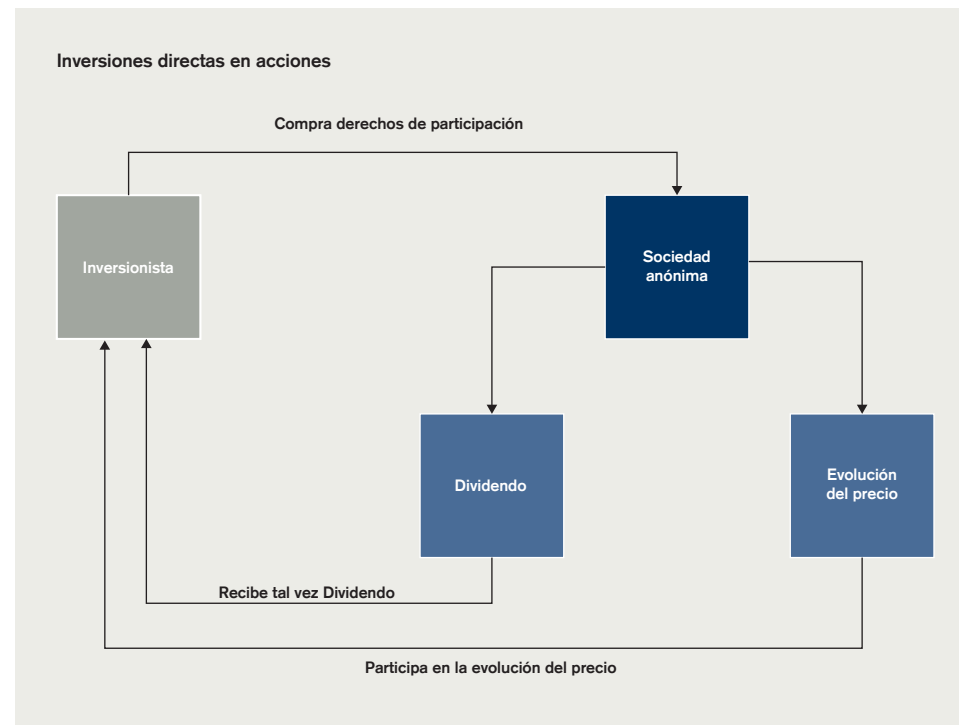 Inversiones directas en acciones
Compra derechos de participación
Inversionista
Sociedad
anónima
Dividendo
Evolución
del precio
Recibe tal vez Dividendo
Participa en la evolución del precio